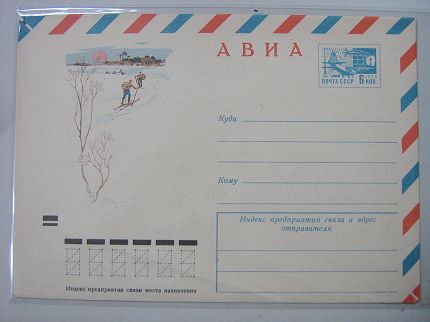 АВИА
ПОЧТА СССР 6 КОП.
Куда
Кому
Индекс предприятия связи и адрес
отправителя
Индекс предприятия связи места назначения